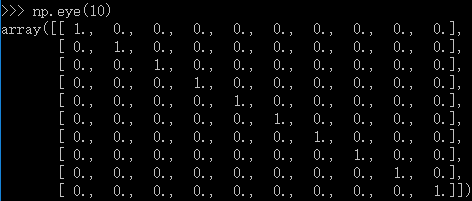 >>> np.eye(10)
array([[ 1.,  0.,  0.,  0.,  0.,  0.,  0.,  0.,  0.,  0.],
       [ 0.,  1.,  0.,  0.,  0.,  0.,  0.,  0.,  0.,  0.],
       [ 0.,  0.,  1.,  0.,  0.,  0.,  0.,  0.,  0.,  0.],
       [ 0.,  0.,  0.,  1.,  0.,  0.,  0.,  0.,  0.,  0.],
       [ 0.,  0.,  0.,  0.,  1.,  0.,  0.,  0.,  0.,  0.],
       [ 0.,  0.,  0.,  0.,  0.,  1.,  0.,  0.,  0.,  0.],
       [ 0.,  0.,  0.,  0.,  0.,  0.,  1.,  0.,  0.,  0.],
       [ 0.,  0.,  0.,  0.,  0.,  0.,  0.,  1.,  0.,  0.],
       [ 0.,  0.,  0.,  0.,  0.,  0.,  0.,  0.,  1.,  0.],
       [ 0.,  0.,  0.,  0.,  0.,  0.,  0.,  0.,  0.,  1.]])